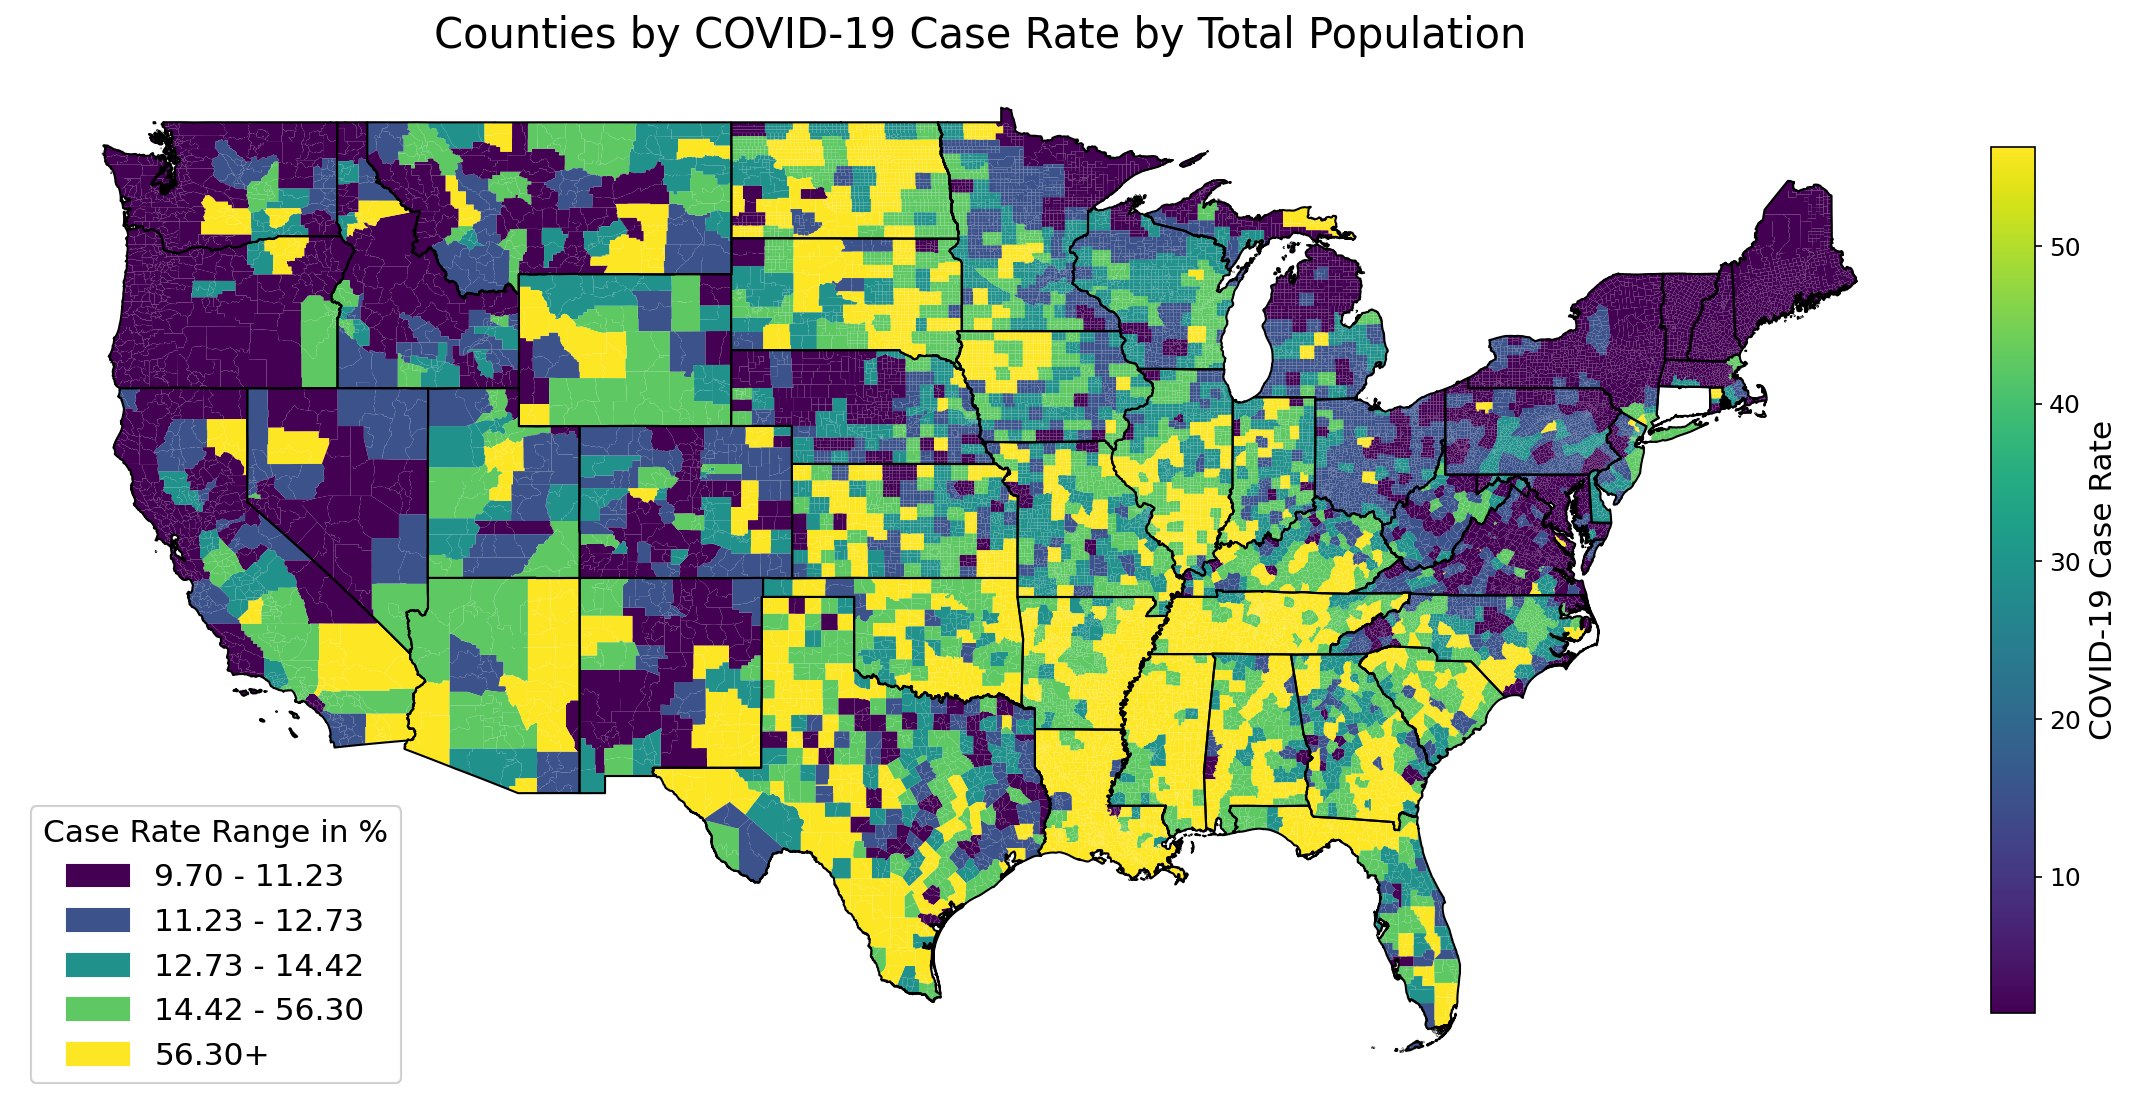 Counties by COVID-19 Case Rate by Total Population
50
40
30
20
10
COVID-19 Case Rate
Case Rate Range in %
9.70 - 11.23
11.23 - 12.73
12.73 - 14.42
14.42 - 56.30
56.30+